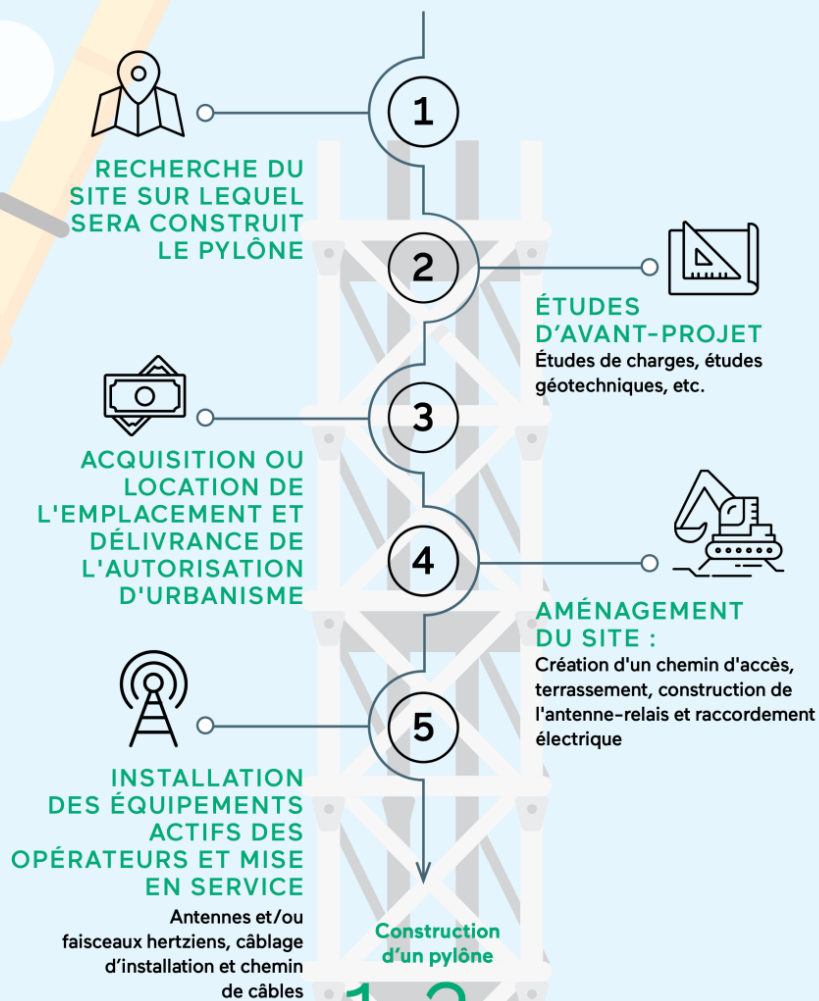 1
RECHERCHE DU
SITE SUR LEQUEL
SERA CONSTRUIT
LE PYLÔNE
2
ÉTUDES
D'AVANT-PROJET
Études de charges, études
géotechniques, etc.
3
ACQUISITION OU
LOCATION DE
L'EMPLACEMENT ET
DÉLIVRANCE DE
L'AUTORISATION
D'URBANISME
4
AMÉNAGEMENT
DU SITE :
Création d'un chemin d'accès,
terrassement, construction de
l'antenne-relais et raccordement
électrique
5
INSTALLATION
DES ÉQUIPEMENTS
ACTIFS DES
OPÉRATEURS ET MISE
EN SERVICE
Antennes et/ou
faisceaux hertziens, câblage
d'installation et chemin
de câbles
Construction
d'un pylône